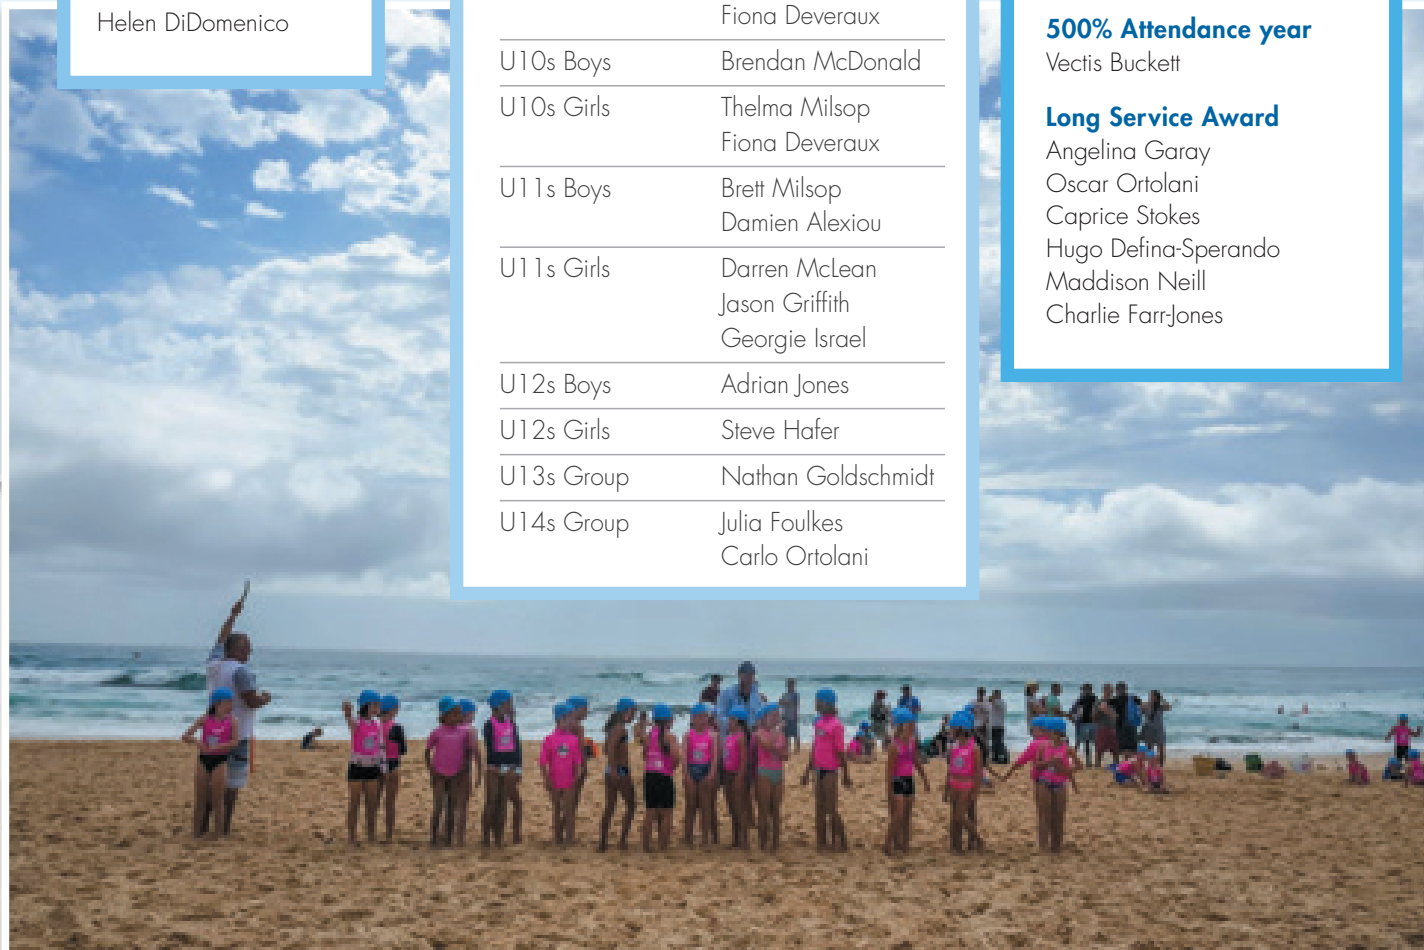 Helen DiDomenico
Fiona Deveraux
U10s Boys Brendan McDonald
U10s Girls Thelma Milsop
Fiona Deveraux
U11s Boys Brett Milsop
Damien Alexiou
U11s Girls Darren McLean
Jason Griffith
Georgie Israel
U12s Boys Adrian Jones
U12s Girls Steve Hafer
U13s Group Nathan Goldschmidt
U14s Group Julia Foulkes
Carlo Ortolani
500% Attendance year
Vectis Buckett
Long Service Award
Angelina Garay
Oscar Ortolani
Caprice Stokes
Hugo Defina-Sperando
Maddison Neill
Charlie Farr-Jones